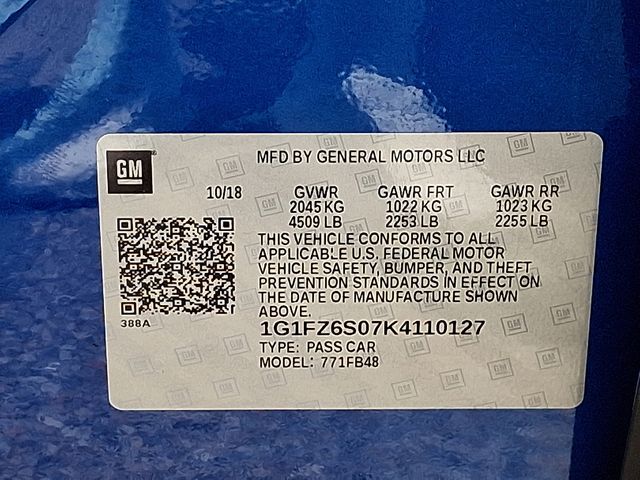 GM
MFD BY GENERAL MOTORS LLC
10/18 GVWR GAWR FRT GAWR RR
2045 KG 1022 KG 1023 KG
4509 LB 2253 LB 2255 LB
THIS VEHICLE CONFORMS TO ALL
APPLICABLE U.S. FEDERAL MOTOR
VEHICLE SAFETY, BUMPER, AND THEFT
PREVENTION STANDARDS IN EFFECT ON
THE DATE OF MANUFACTURE SHOWN
ABOVE.
388A
1G1FZ6S07K4110127
TYPE: PASS CAR
MODEL: 771FB48